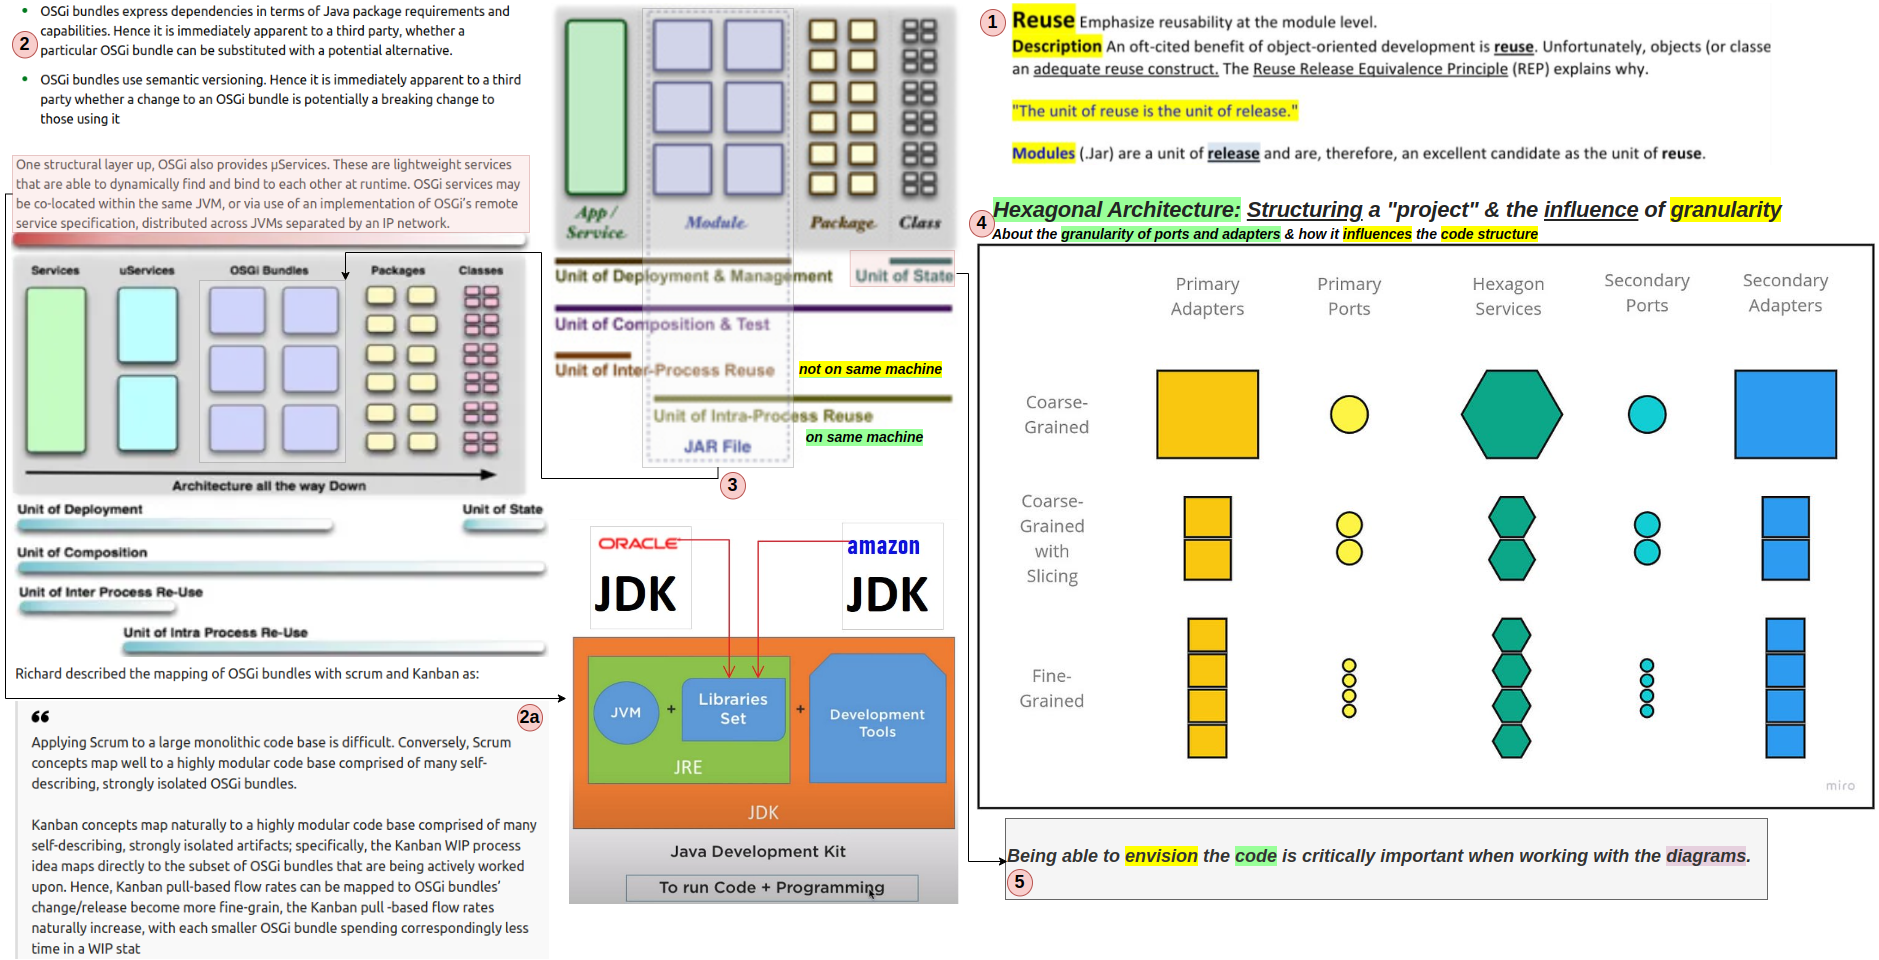 OSGi bundles express dependencies in terms of Java package requirements and
capabilities. Hence it is immediately apparent to a third party, whether a
particular OSGi bundle can be substituted with a potential alternative.
2
OSGi bundles use semantic versioning. Hence it is immediately apparent to a third
party whether a change to an OSGi bundle is potentially a breaking change to
those using it
One structural layer up, OSGi also provides µServices. These are lightweight services
that are able to dynamically find and bind to each other at runtime. OSGi services may
be co-located within the same JVM, or via use of an implementation of OSGi's remote
service specification, distributed across JVMs separated by an IP network.
Services uServices OSGi Bundles Packages Classes
Architecture all the way Down
Unit of Deployment Unit of State
Unit of Composition
Unit of Inter Process Re-Use
Unit of Intra Process Re-Use
Richard described the mapping of OSGi bundles with scrum and Kanban as:
“
2a
Applying Scrum to a large monolithic code base is difficult. Conversely, Scrum
concepts map well to a highly modular code base comprised of many self-
describing, strongly isolated OSGi bundles.
Kanban concepts map naturally to a highly modular code base comprised of many
self-describing, strongly isolated artifacts; specifically, the Kanban WIP process
idea maps directly to the subset of OSGi bundles that are being actively worked
upon. Hence, Kanban pull-based flow rates can be mapped to OSGi bundles'
change/release become more fine-grain, the Kanban pull -based flow rates
naturally increase, with each smaller OSGi bundle spending correspondingly less
time in a WIP stat
App / Service Module Package Class
Unit of Deployment & Management Unit of State
Unit of Composition & Test
Unit of Inter-Process Reuse not on same machine
Unit of Intra-Process Reuse
on same machine
JAR File
3
ORACLE
JDK
amazon
JDK
JVM + Libraries Set + Development Tools
JRE
JDK
Java Development Kit
To run Code + Programming
1
Reuse Emphasize reusability at the module level.
Description An oft-cited benefit of object-oriented development is reuse. Unfortunately, objects (or classe
an adequate reuse construct. The Reuse Release Equivalence Principle (REP) explains why.
"The unit of reuse is the unit of release."
Modules (.Jar) are a unit of release and are, therefore, an excellent candidate as the unit of reuse.
4
Hexagonal Architecture: Structuring a "project" & the influence of granularity
About the granularity of ports and adapters & how it influences the code structure
Primary Adapters
Primary Ports
Hexagon Services
Secondary Ports
Secondary Adapters
Coarse-
Grained
Coarse-
Grained
with
Slicing
Fine-
Grained
miro
Being able to envision the code is critically important when working with the diagrams.
5